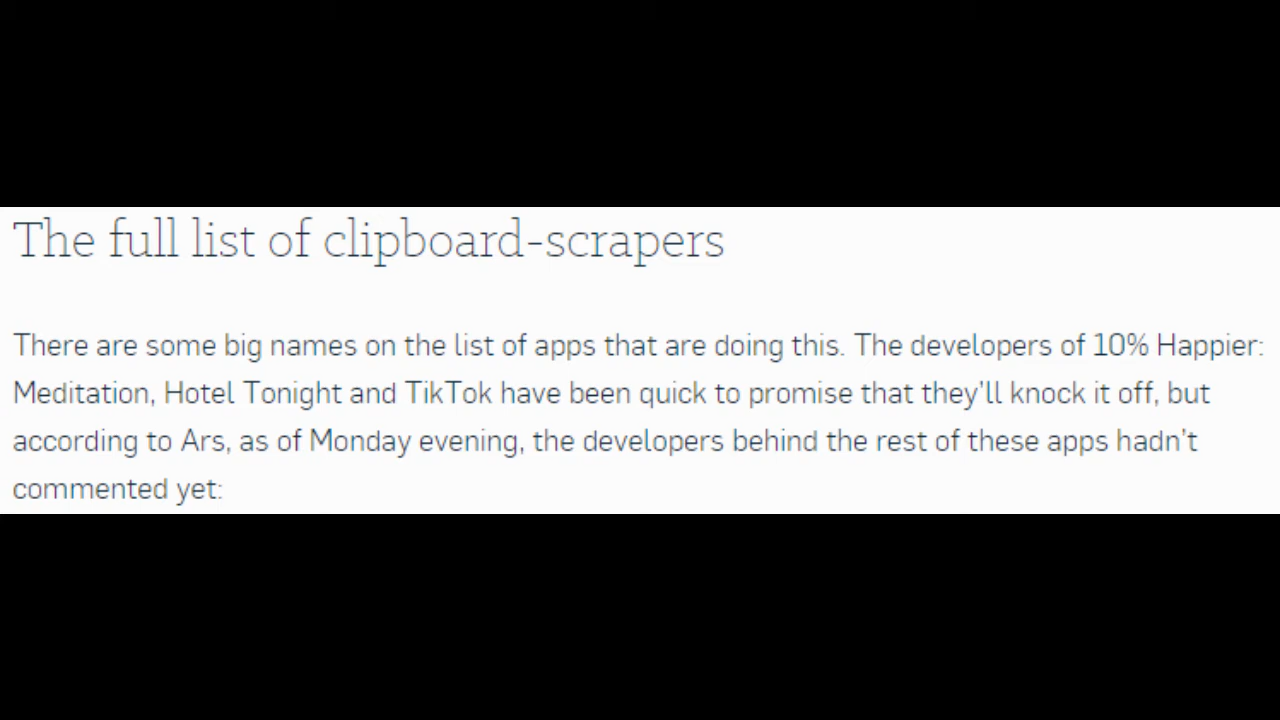 The full list of clipboard-scrapers
There are some big names on the list of apps that are doing this. The developers of 10% Happier:
Meditation, Hotel Tonight and TikTok have been quick to promise that they’ll knock it off, but
according to Ars, as of Monday evening, the developers behind the rest of these apps hadn’t
commented yet: